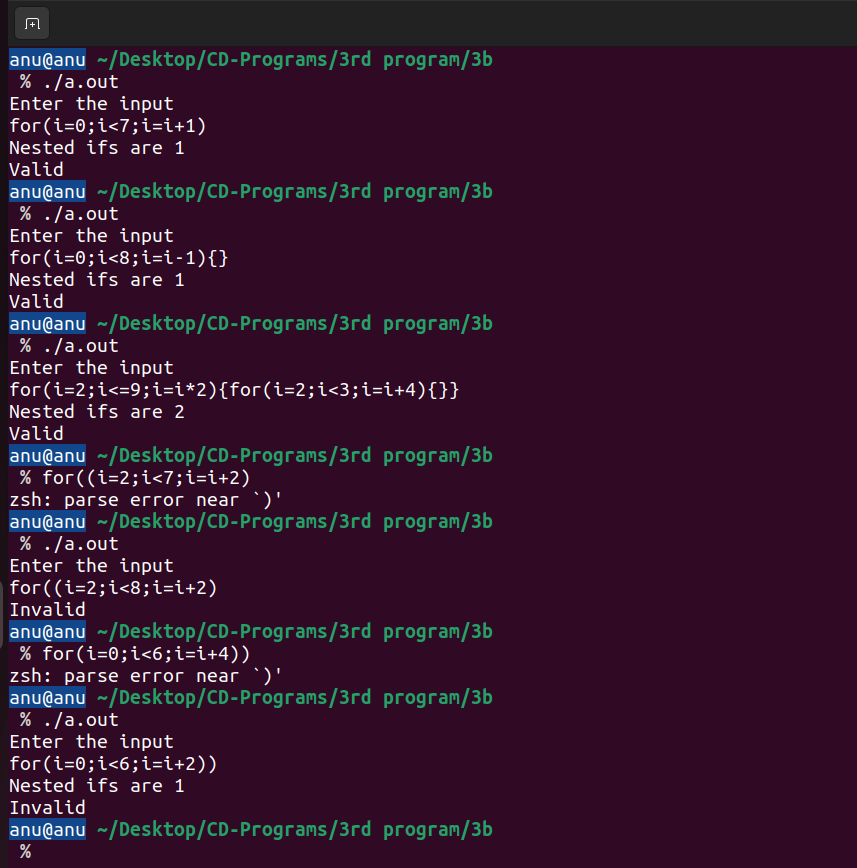 anu@anu ~/Desktop/CD-Programs/3rd program/3b
% ./a.out
Enter the input
for(i=0;i<7;i=i+1)
Nested ifs are 1
Valid
anu@anu ~/Desktop/CD-Programs/3rd program/3b
% ./a.out
Enter the input
for(i=0;i<8;i=i-1){}
Nested ifs are 1
Valid
anu@anu ~/Desktop/CD-Programs/3rd program/3b
% ./a.out
Enter the input
for(i=2;i<=9;i=i*2){for(i=2;i<3;i=i+4){}}
Nested ifs are 2
Valid
anu@anu ~/Desktop/CD-Programs/3rd program/3b
% for((i=2;i<7;i=i+2)
zsh: parse error near `)'
anu@anu ~/Desktop/CD-Programs/3rd program/3b
% ./a.out
Enter the input
for((i=2;i<8;i=i+2)
Invalid
anu@anu ~/Desktop/CD-Programs/3rd program/3b
% for(i=0;i<6;i=i+4))
zsh: parse error near `)'
anu@anu ~/Desktop/CD-Programs/3rd program/3b
% ./a.out
Enter the input
for(i=0;i<6;i=i+2))
Nested ifs are 1
Invalid
anu@anu ~/Desktop/CD-Programs/3rd program/3b
%